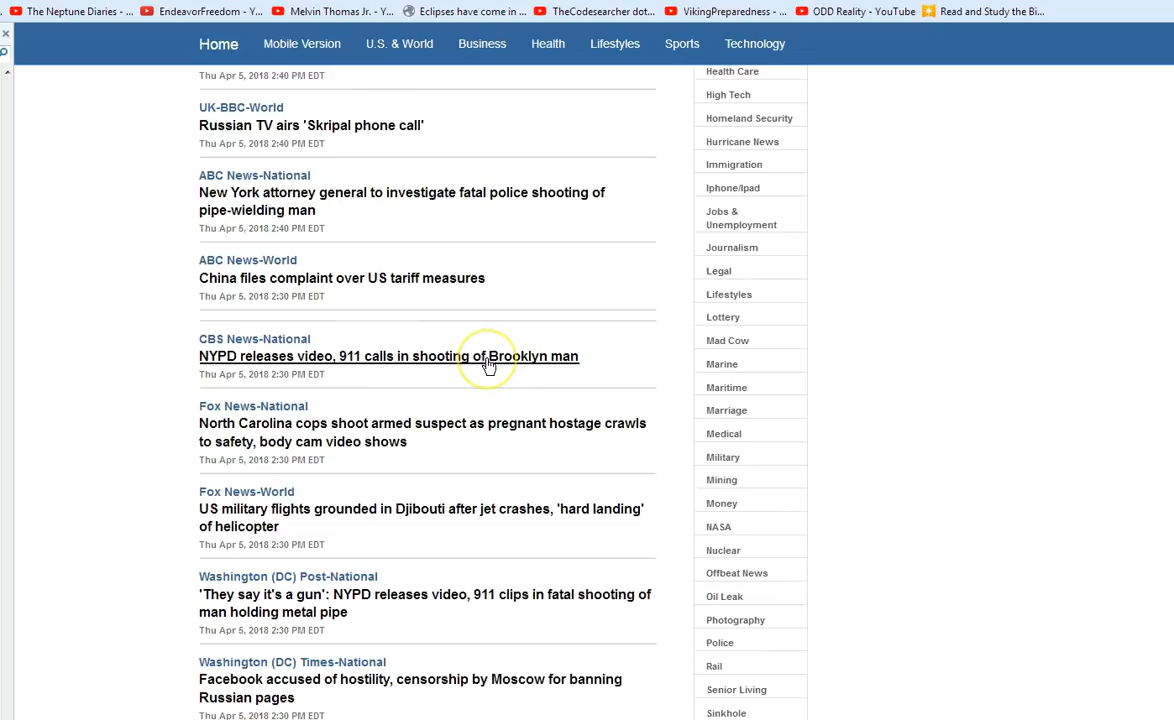 The Neptune Diaries - ...
EndeavorFreedom - Y...
Melvin Thomas Jr. - Y...
Eclipses have come in ...
TheCodesearcher dot...
VikingPreparedness - ...
ODD Reality - YouTube
Read and Study the Bi...
Home
Mobile Version
U.S. & World
Business
Health
Lifestyles
Sports
Technology
Thu Apr 5, 2018 2:40 PM EDT
UK-BBC-World
Russian TV airs 'Skripal phone call'
Thu Apr 5, 2018 2:40 PM EDT
ABC News-National
New York attorney general to investigate fatal police shooting of
pipe-wielding man
Thu Apr 5, 2018 2:40 PM EDT
ABC News-World
China files complaint over US tariff measures
Thu Apr 5, 2018 2:30 PM EDT
CBS News-National
NYPD releases video, 911 calls in shooting of Brooklyn man
Thu Apr 5, 2018 2:30 PM EDT
Fox News-National
North Carolina cops shoot armed suspect as pregnant hostage crawls
to safety, body cam video shows
Thu Apr 5, 2018 2:30 PM EDT
Fox News-World
US military flights grounded in Djibouti after jet crashes, 'hard landing'
of helicopter
Thu Apr 5, 2018 2:30 PM EDT
Washington (DC) Post-National
'They say it's a gun': NYPD releases video, 911 clips in fatal shooting of
man holding metal pipe
Thu Apr 5, 2018 2:30 PM EDT
Washington (DC) Times-National
Facebook accused of hostility, censorship by Moscow for banning
Russian pages
Thu Apr 5, 2018 2:30 PM EDT
Health Care
High Tech
Homeland Security
Hurricane News
Immigration
Iphone/Ipad
Jobs &
Unemployment
Journalism
Legal
Lifestyles
Lottery
Mad Cow
Marine
Maritime
Marriage
Medical
Military
Mining
Money
NASA
Nuclear
Offbeat News
Oil Leak
Photography
Police
Rail
Senior Living
Sinkhole